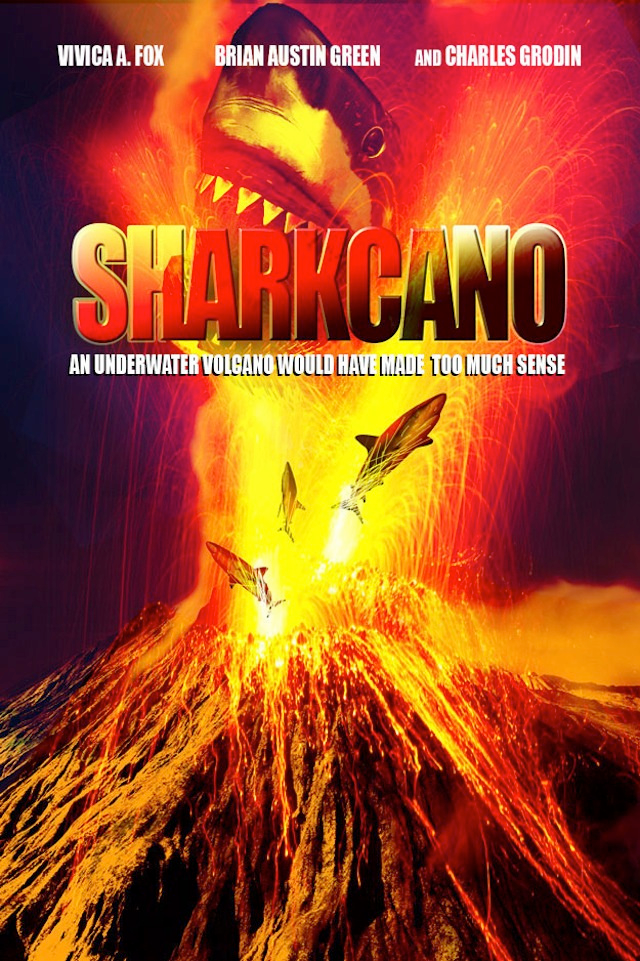 VIVICA A. FOX BRIAN AUSTIN GREEN AND CHARLES GRODIN
SHARKCANO
AN UNDERWATER VOLCANO WOULD HAVE MADE TOO MUCH SENSE